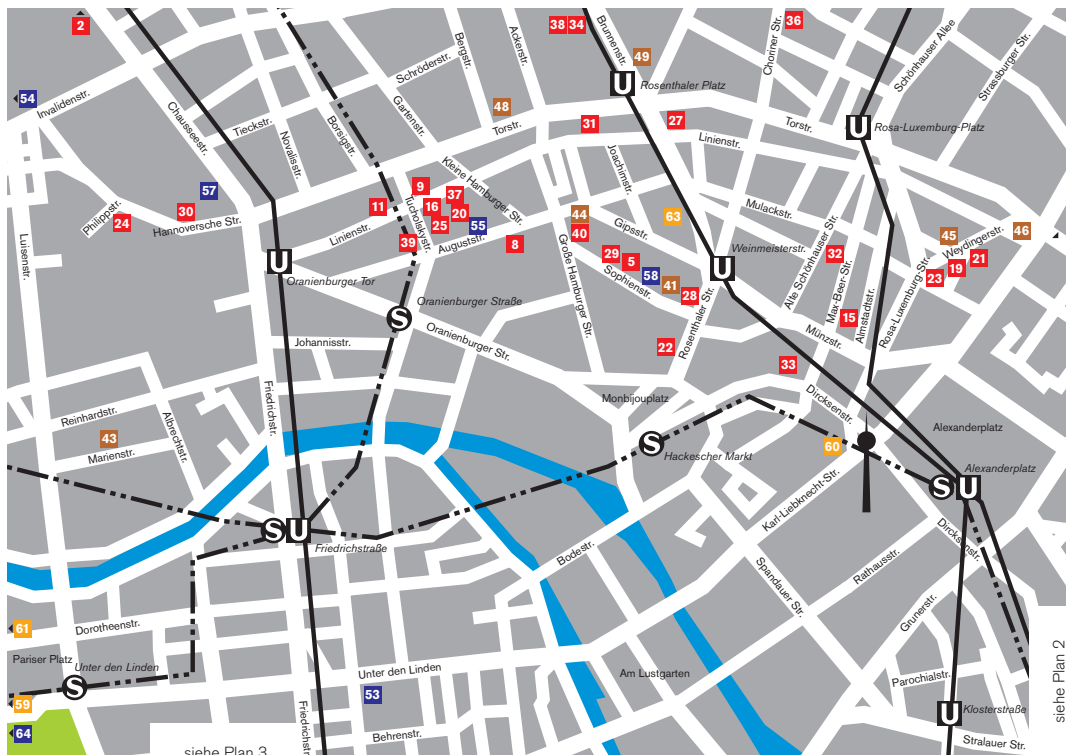 2
38 34
36
Brunnenstr.
Bergstr.
Ackerstr.
Choriner Str.
Schönhauser Allee
Strassburger Str.
49
54
Invalidenstr.
Chausseestr.
Schröderstr.
Gartenstr.
U Rosenthaler Platz
48
Torstr.
31
27
Linienstr.
Torstr.
U Rosa-Luxemburg-Platz
Tieckstr.
Novalisstr.
Borsigstr.
Kleine Hamburger Str.
Joachimstr.
57
9
37
16
20
11
25
55
Tucholskystr.
39
Auguststr.
8
44
40
Gipsstr.
63
Mulackstr.
Philippstr.
24
30
Hannoversche Str.
Linienstr.
Luisenstr.
Große Hamburger Str.
29
5
58
41
28
Sophienstr.
Weinmeisterstr.
U
Alte Schönhauser Str.
32
Max-Beer-Str.
15
Almstadtstr.
Rosa-Luxemburg-Str.
45
Weydingerstr.
46
23
19
21
U
Oranienburger Tor
Oranienburger Straße
S
Oranienburger Str.
Johannisstr.
22
Rosenthaler Str.
Münzstr.
33
Dircksenstr.
Monbijouplatz
Friedrichstr.
Reinhardstr.
Albrechtstr.
43
Marienstr.
S
Hackescher Markt
60
Alexanderplatz
Alexanderplatz
S U
Karl-Liebknecht-Str.
Dircksenstr.
S U
Friedrichstraße
Bodestr.
Spandauer Str.
Rathausstr.
Grunerstr.
61
Dorotheenstr.
Pariser Platz
Unter den Linden
S
59
64
Unter den Linden
53
Behrenstr.
Friedrichstr.
Am Lustgarten
Parochialstr.
U Klosterstraße
Stralauer Str.
siehe Plan 3
siehe Plan 2